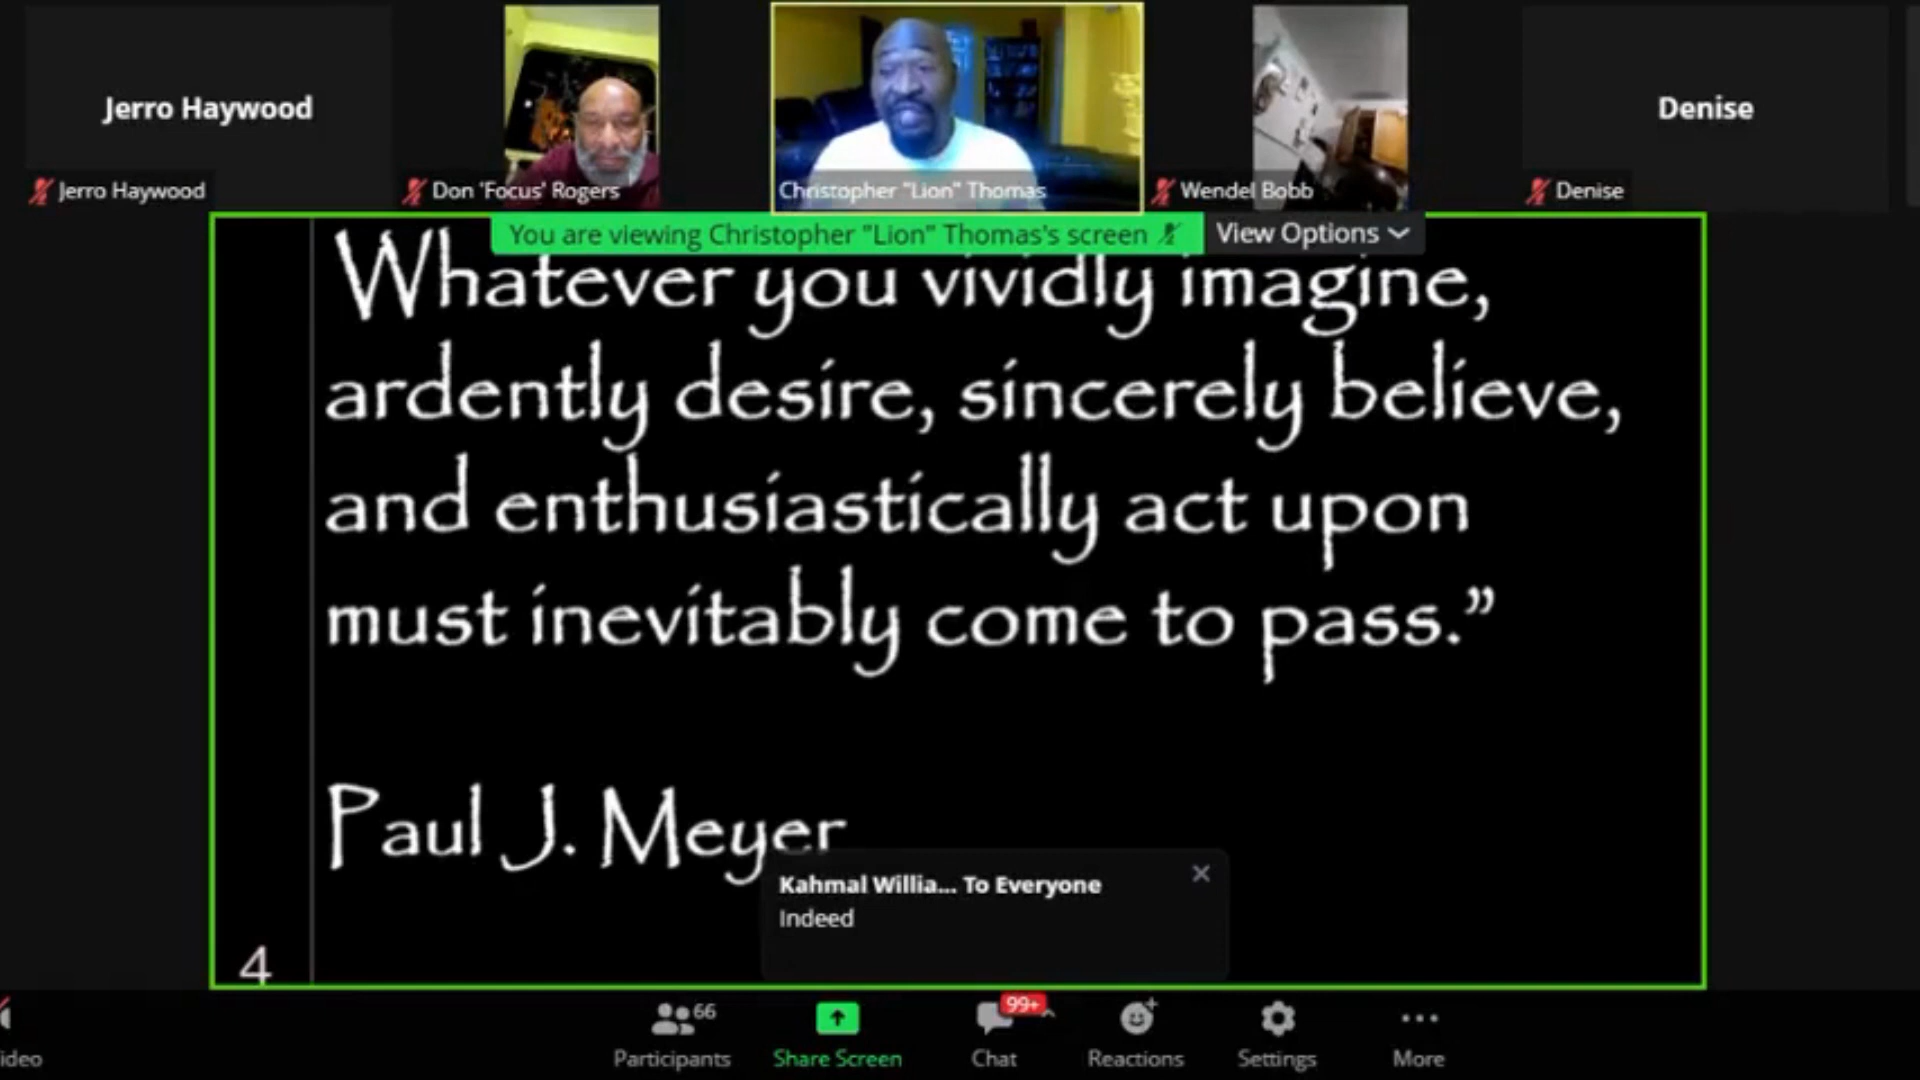 Jerro Haywood
Denise
Jerro Haywood
Don 'Focus' Rogers
Christopher "Lion" Thomas
Wendel Bobb
Denise
You are viewing Christopher "Lion" Thomas's screen
View Options
Whatever you vividly imagine,
ardently desire, sincerely believe,
and enthusiastically act upon
must inevitably come to pass.”
Paul J. Meyer
Kahmal Willia... To Everyone
Indeed
4
ideo
66
Participants
Share Screen
99+
Chat
Reactions
Settings
More